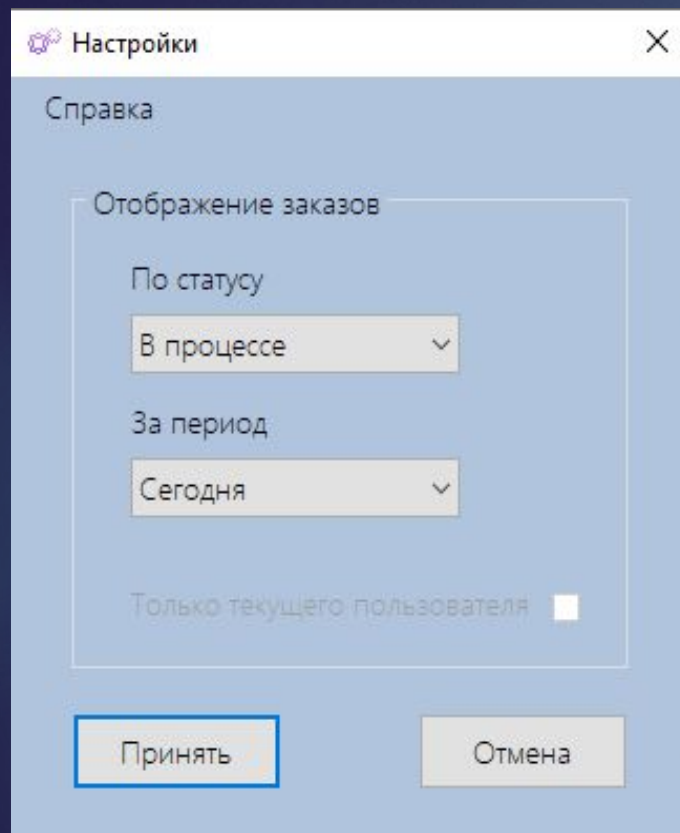 Настройки
Справка
Отображение заказов
По статусу
В процессе
За период
Сегодня
Только текущего пользователя
Принять
Отмена